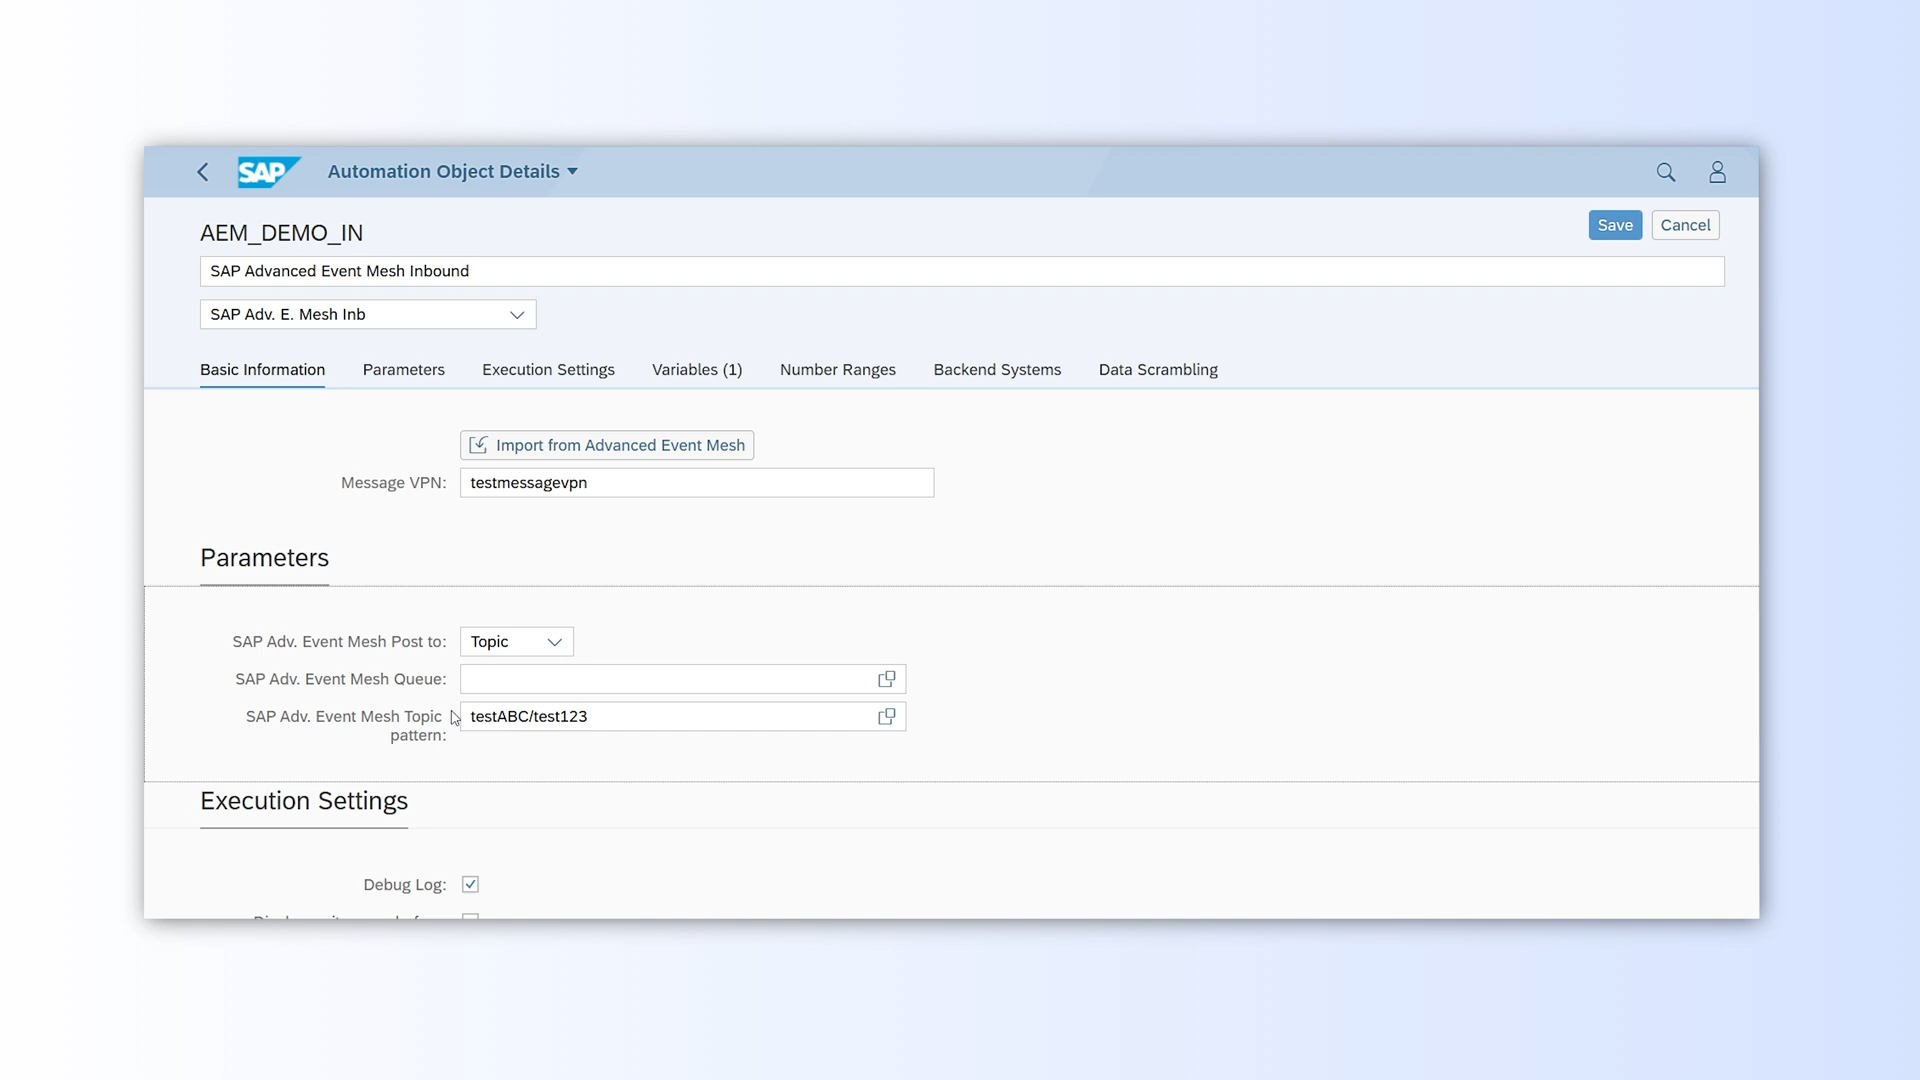 SAP
Automation Object Details
AEM_DEMO_IN
Save
Cancel
SAP Advanced Event Mesh Inbound
SAP Adv. E. Mesh Inb
Basic Information
Parameters
Execution Settings
Variables (1)
Number Ranges
Backend Systems
Data Scrambling
Import from Advanced Event Mesh
Message VPN:
testmessagevpn
Parameters
SAP Adv. Event Mesh Post to:
Topic
SAP Adv. Event Mesh Queue:
SAP Adv. Event Mesh Topic
pattern:
testABC/test123
Execution Settings
Debug Log: